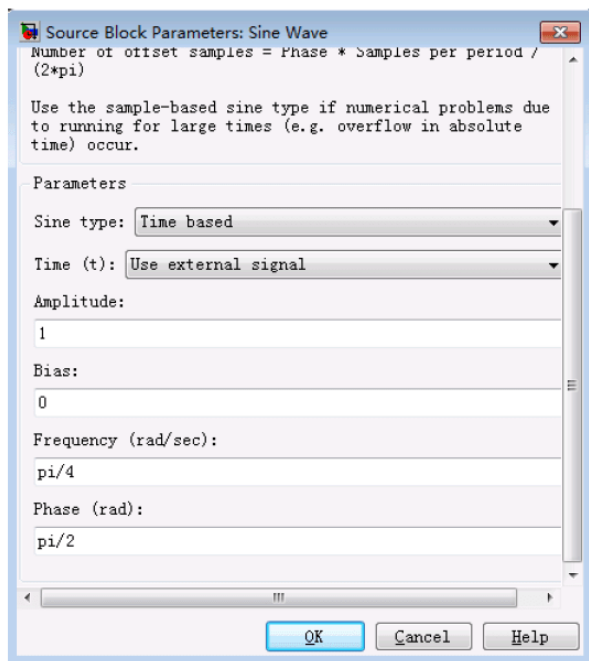 Source Block Parameters: Sine Wave
Number of offset samples = Phase * Samples per period /
(2*pi)
Use the sample-based sine type if numerical problems due
to running for large times (e.g. overflow in absolute
time) occur.
Parameters
Sine type: Time based
Time (t): Use external signal
Amplitude:
1
Bias:
0
Frequency (rad/sec):
pi/4
Phase (rad):
pi/2
OK Cancel Help